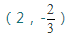 ( 2 , -2/3 )